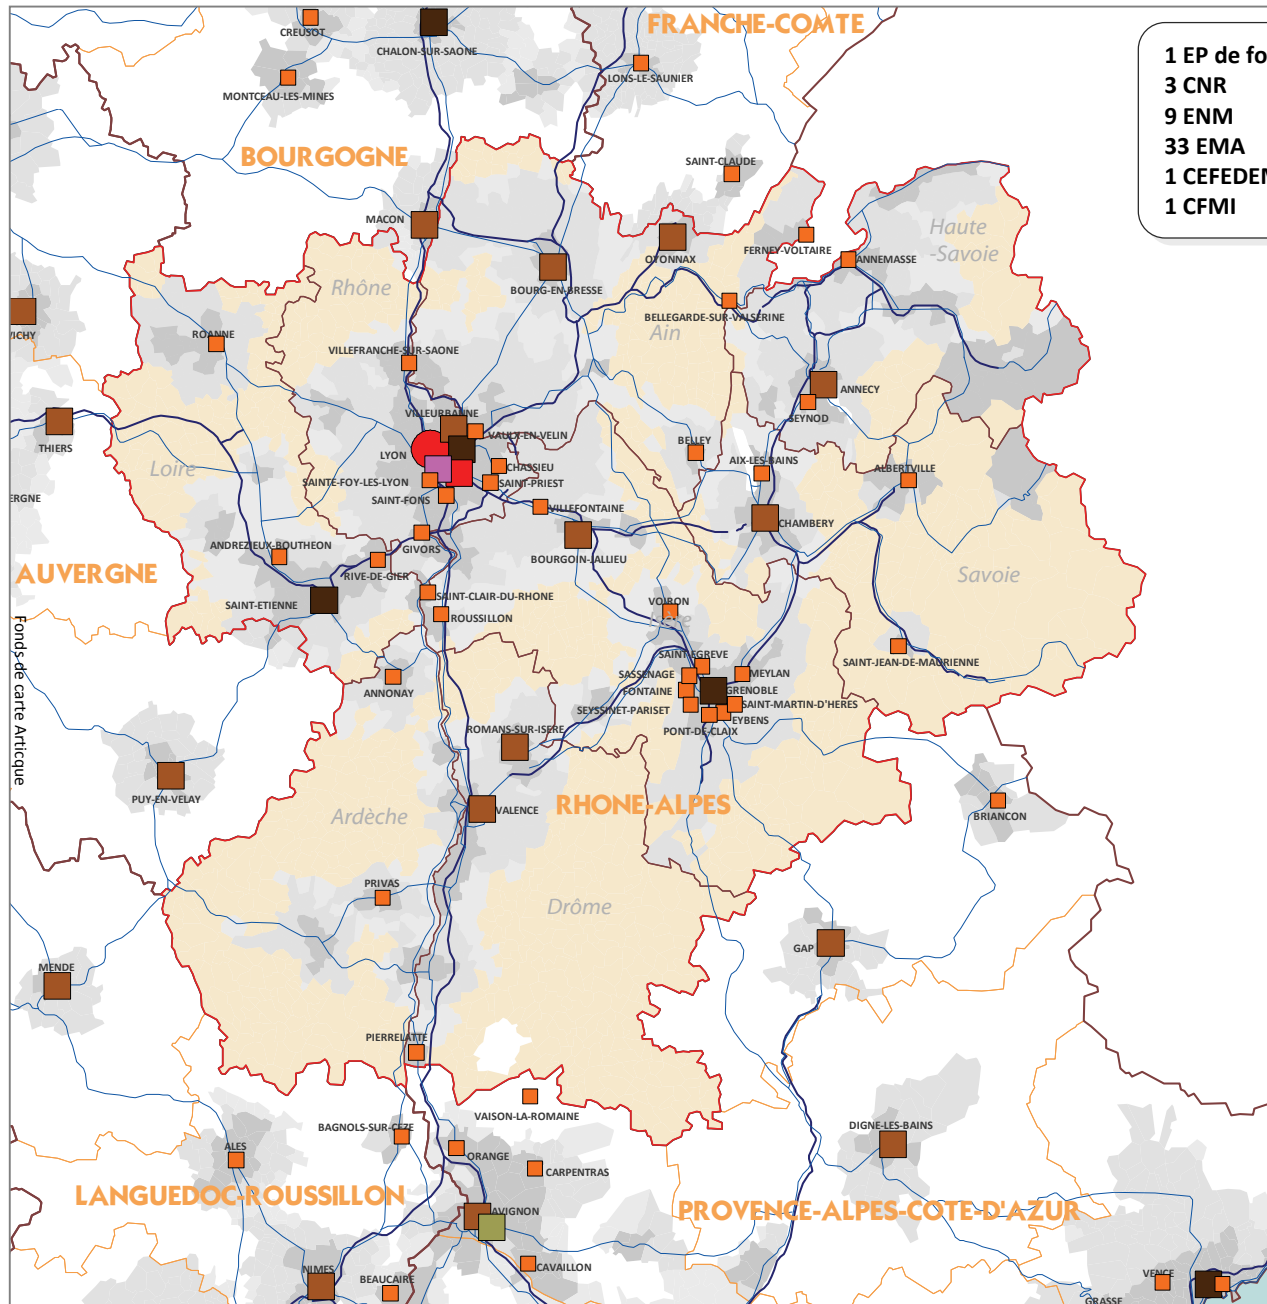 FRANCHE-COMTE
CREUSOT
CHALON-SUR-SAONE
LONS-LE-SAUNIER
MONTCEAU-LES-MINES
1 EP de fo
3 CNR
9 ENM
33 EMA
1 CEFEDEM
1 CFMI
BOURGOGNE
SAINT-CLAUDE
MACON
Haute
-Savoie
OYONNAX
FERNEY-VOLTAIRE
ANNEMASSE
Rhône
BOURG-EN-BRESSE
BELLEGARDE-SUR-VALSERINE
Ain
VICHY
ROANNE
VILLEFRANCHE-SUR-SAONE
ANNECY
SEYNOD
VILLEURBANNE
VAULX-EN-VELIN
THIERS
LYON
BELLEY
AIX-LES-BAINS
ALBERTVILLE
Loire
CHASSIEU
SAINTE-FOY-LES-LYON
SAINT-PRIEST
SAINT-FONS
ERGNE
VILLEFONTAINE
CHAMBERY
ANDREZIEUX-BOUTHEON
GIVORS
BOURGOIN-JALLIEU
AUVERGNE
RIVE-DE-GIER
Savoie
SAINT-ETIENNE
SAINT-CLAIR-DU-RHONE
VOIRON
Isère
ROUSSILLON
Fonds de carte Articque
SAINT-EGREVE
SAINT-JEAN-DE-MAURIENNE
SASSENAGE
MEYLAN
ANNONAY
FONTAINE
GRENOBLE
SEYSSINET-PARISET
SAINT-MARTIN-D'HERES
EYBENS
ROMANS-SUR-ISERE
PONT-DE-CLAIX
PUY-EN-VELAY
RHONE-ALPES
VALENCE
Ardèche
BRIANCON
PRIVAS
Drôme
GAP
MENDE
PIERRELATTE
VAISON-LA-ROMAINE
BAGNOLS-SUR-CEZE
DIGNE-LES-BAINS
ALES
ORANGE
CARPENTRAS
LANGUEDOC-ROUSSILLON
AVIGNON
PROVENCE-ALPES-COTE-D'AZUR
CAVAILLON
NIMES
BEAUCAIRE
VENCE
GRASSE